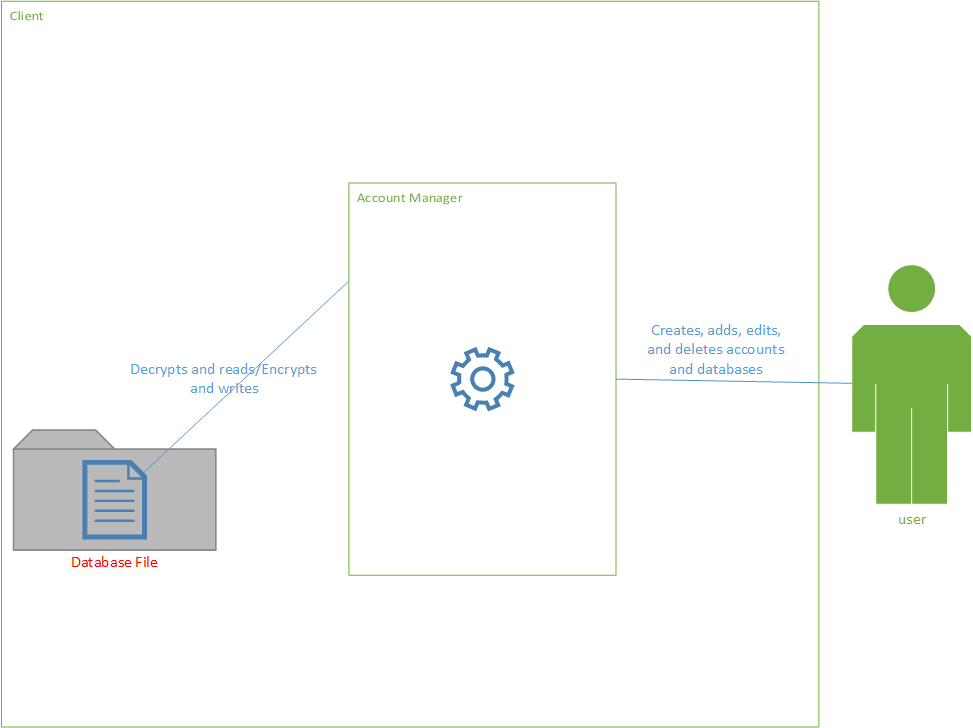 Client
Account Manager
Creates, adds, edits,
and deletes accounts
and databases
Decrypts and reads/Encrypts
and writes
user
Database File